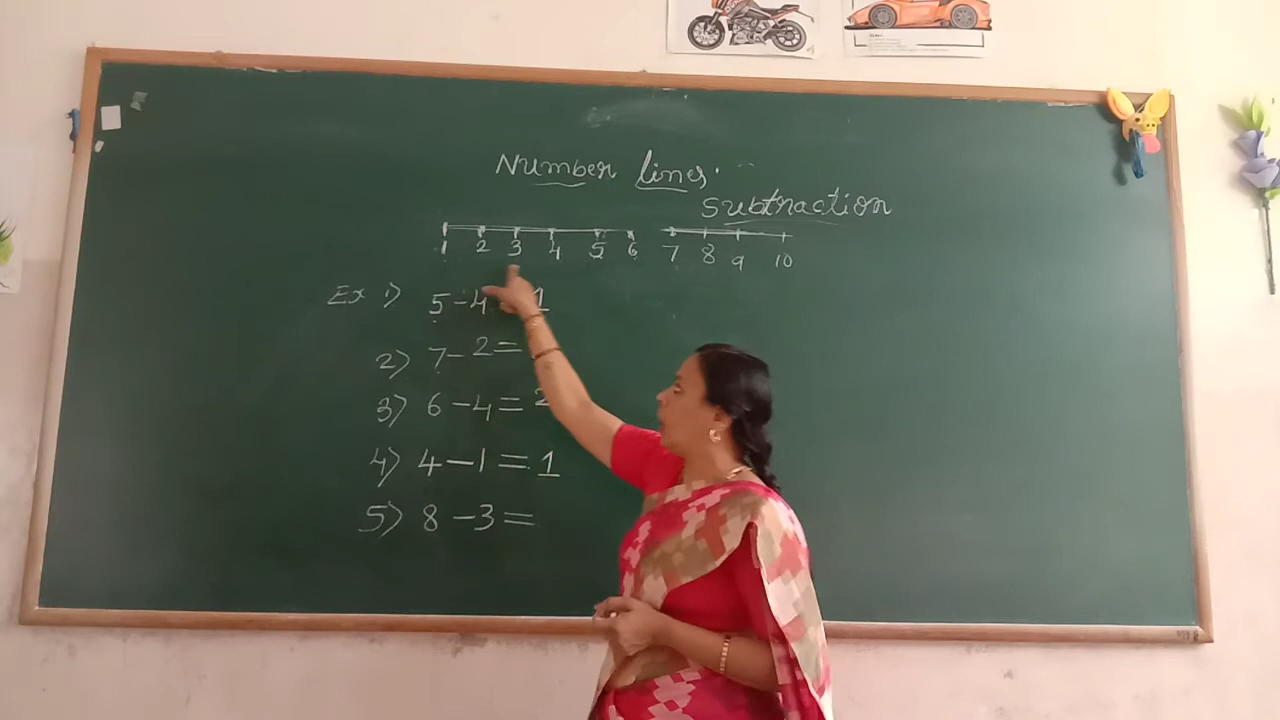 Number lines.
Subtraction
1 2 3 4 5 6 7 8 9 10
Ex 1) 5-4 = 1
2) 7-2=
3) 6-4= 2
4) 4-1=1
5) 8-3=